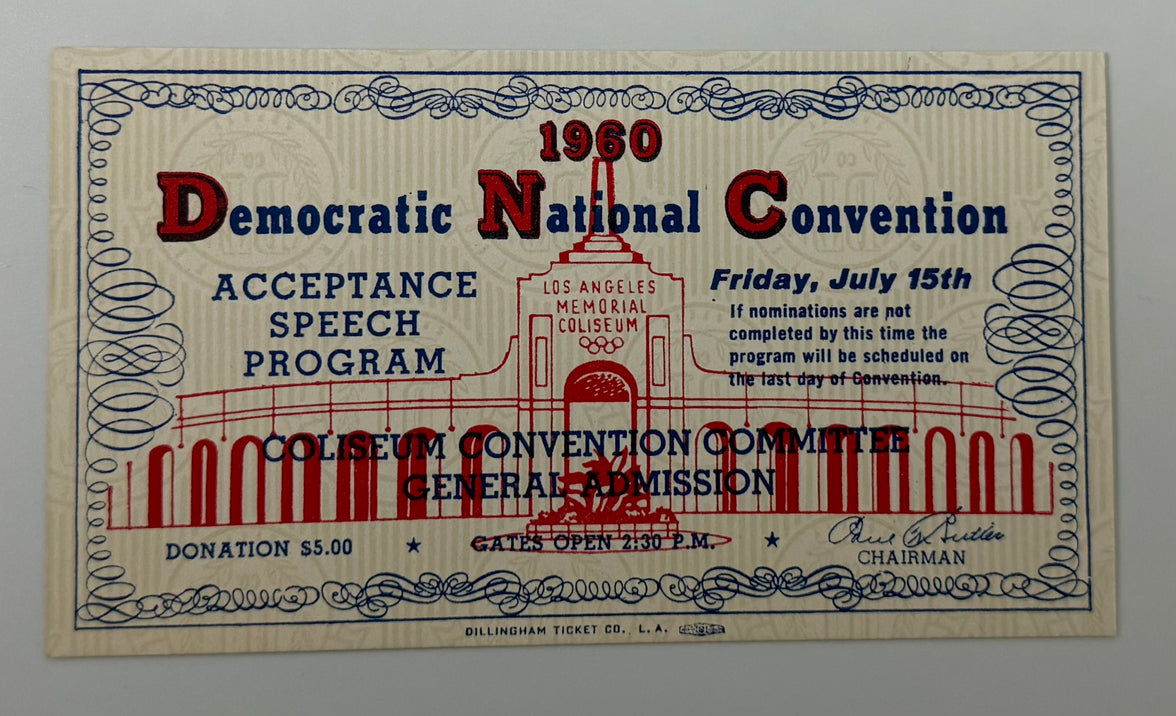 1960
Democratic National Convention
ACCEPTANCE
SPEECH
PROGRAM
LOS ANGELES
MEMORIAL
COLISEUM
Friday, July 15th
If nominations are not
completed by this time the
program will be scheduled on
the last day of Convention.
COLISEUM CONVENTION COMMITTEE
GENERAL ADMISSION
DONATION $5.00 ★ GATES OPEN 2:30 P.M. ★
CHAIRMAN
DILLINGHAM TICKET CO., L. A.